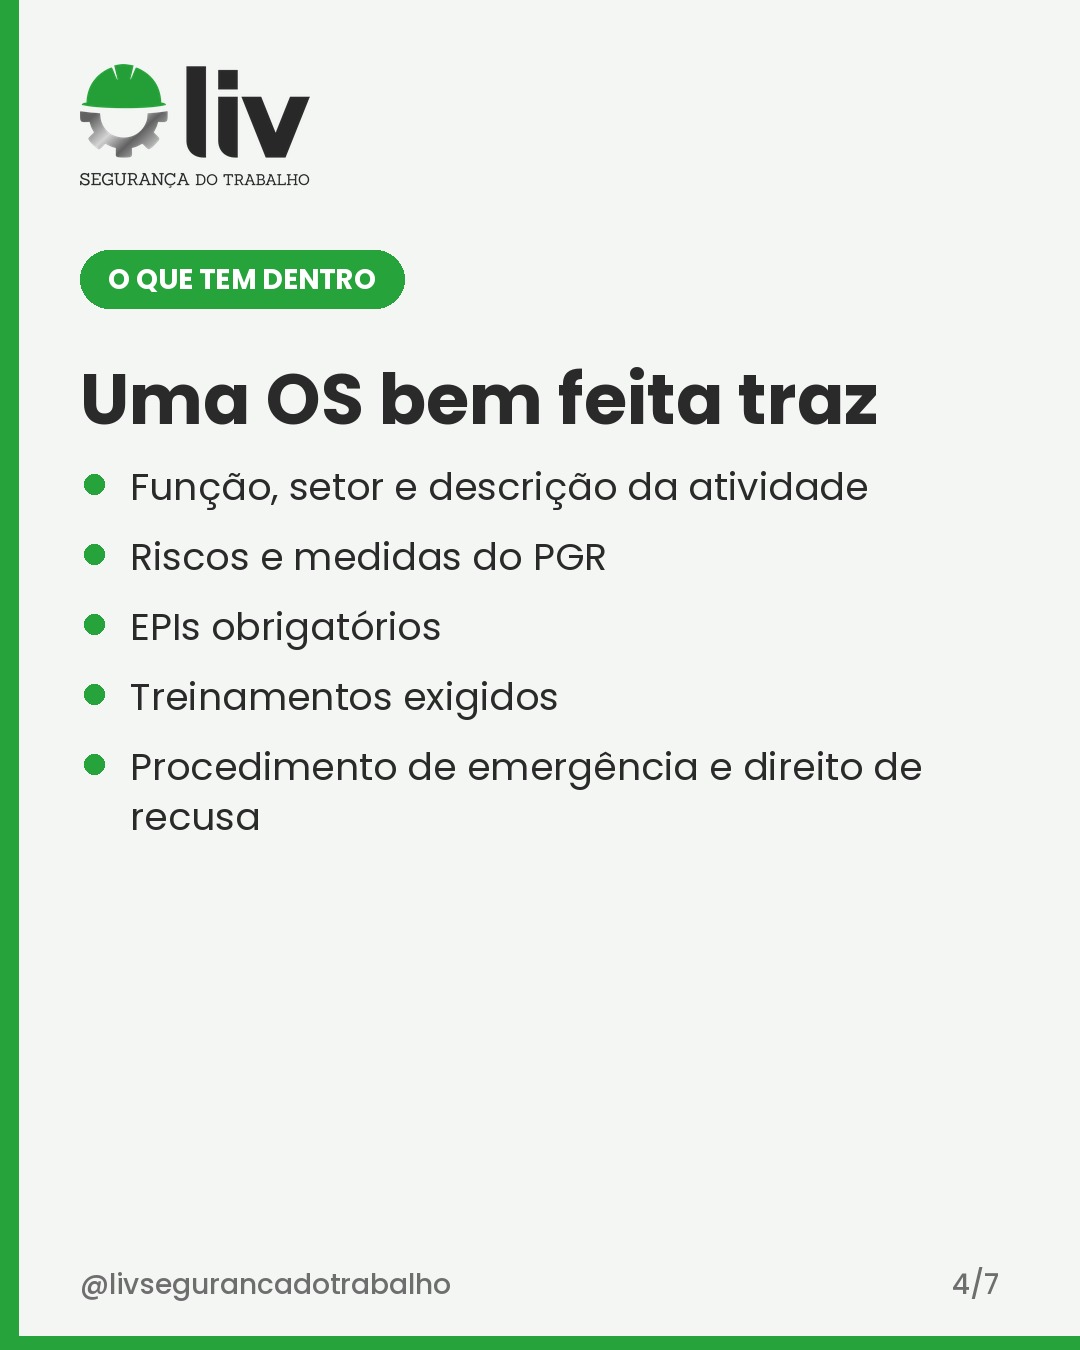 liv
SEGURANÇA DO TRABALHO
O QUE TEM DENTRO
Uma OS bem feita traz
Função, setor e descrição da atividade
Riscos e medidas do PGR
EPIs obrigatórios
Treinamentos exigidos
Procedimento de emergência e direito de
recusa
@livsegurancadotrabalho
4/7